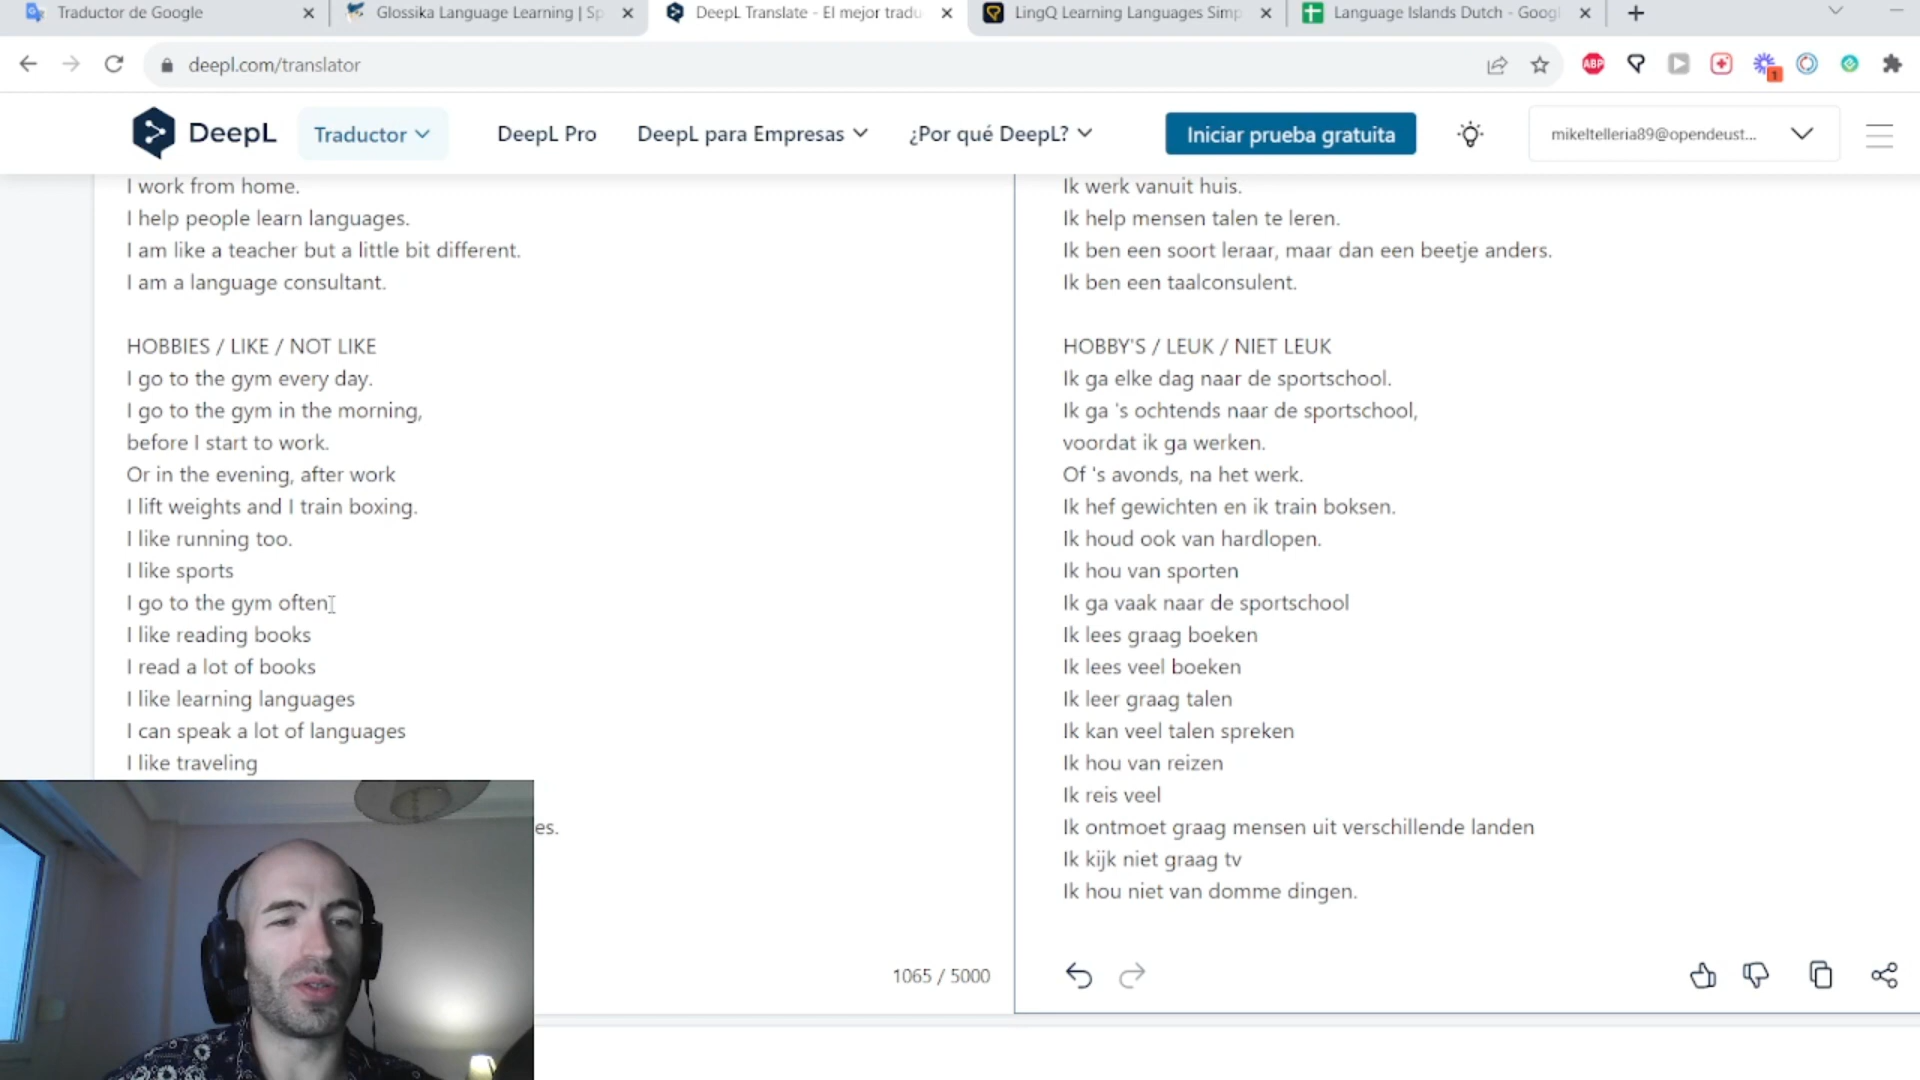 Traductor de Google
Glossika Language Learning | Sp
DeepL Translate - El mejor tradu
LingQ Learning Languages Simp
Language Islands Dutch - Googl
deepl.com/translator
ABP
1
DeepL
Traductor
DeepL Pro
DeepL para Empresas
¿Por qué DeepL?
Iniciar prueba gratuita
mikeltelleria89@opendeust...
I work from home.
I help people learn languages.
I am like a teacher but a little bit different.
I am a language consultant.
HOBBIES / LIKE / NOT LIKE
I go to the gym every day.
I go to the gym in the morning,
before I start to work.
Or in the evening, after work
I lift weights and I train boxing.
I like running too.
I like sports
I go to the gym often
I like reading books
I read a lot of books
I like learning languages
I can speak a lot of languages
I like traveling
es.
1065 / 5000
Ik werk vanuit huis.
Ik help mensen talen te leren.
Ik ben een soort leraar, maar dan een beetje anders.
Ik ben een taalconsulent.
HOBBY'S / LEUK / NIET LEUK
Ik ga elke dag naar de sportschool.
Ik ga 's ochtends naar de sportschool,
voordat ik ga werken.
Of 's avonds, na het werk.
Ik hef gewichten en ik train boksen.
Ik houd ook van hardlopen.
Ik hou van sporten
Ik ga vaak naar de sportschool
Ik lees graag boeken
Ik lees veel boeken
Ik leer graag talen
Ik kan veel talen spreken
Ik hou van reizen
Ik reis veel
Ik ontmoet graag mensen uit verschillende landen
Ik kijk niet graag tv
Ik hou niet van domme dingen.